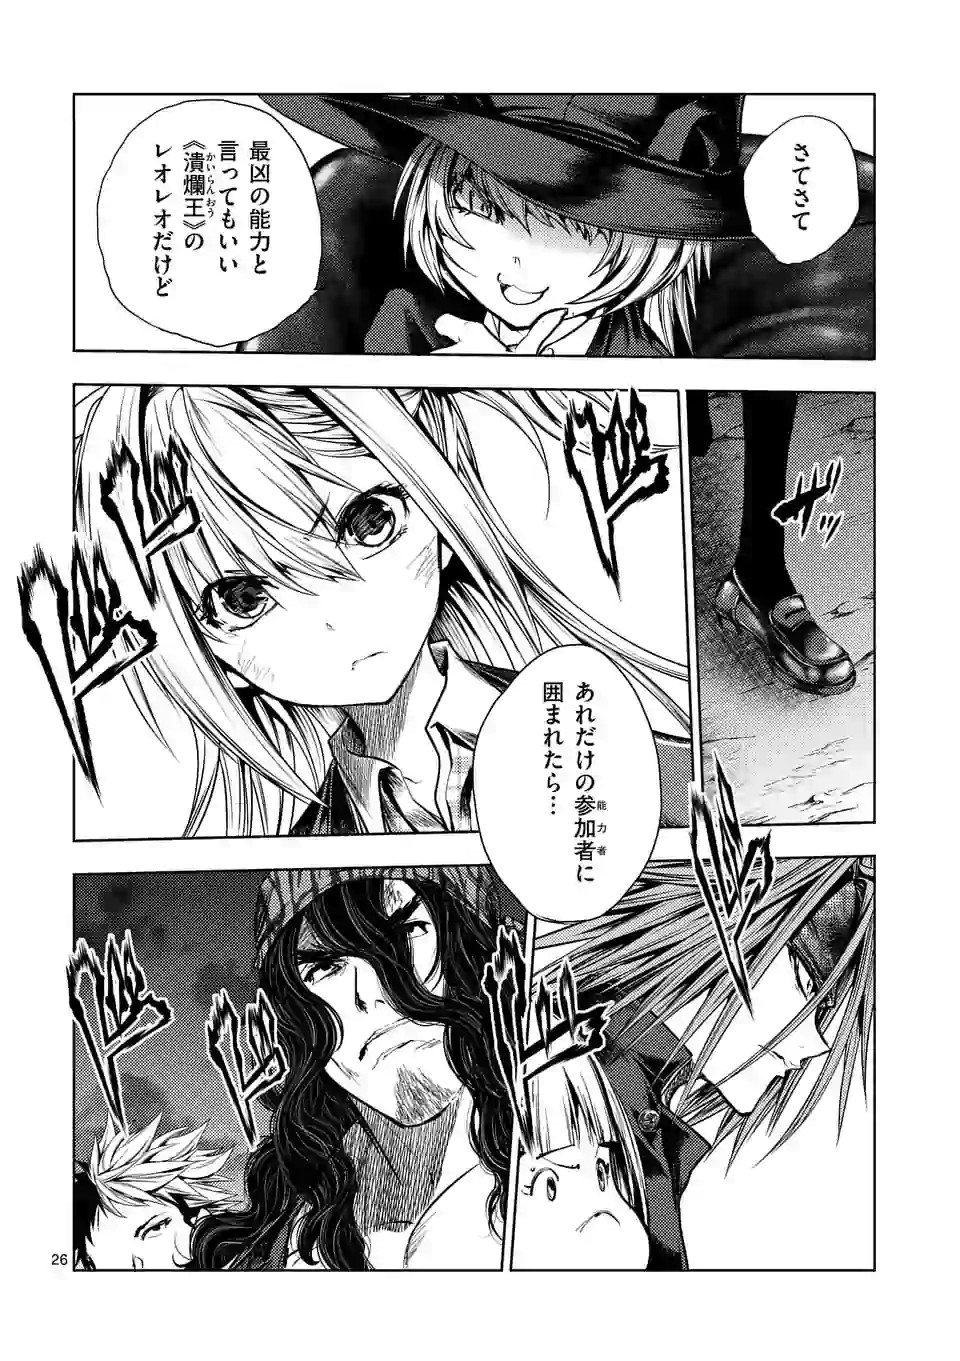 さてさて
最凶の能力と
言ってもいい
《潰爛王》の
かいらんおう
レオレオだけど
ザッ
あれだけの参加者に
能力者
囲まれたら…
26